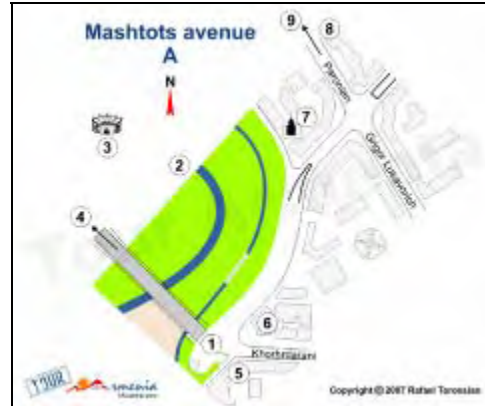 Mashtots avenue
A
N
9
8
Paronian
7
3
2
Grigor Lusavorich
4
1
6
Khorhrdarani
5
TOUR
armenia
Copyright © 2007 Rafael Torossian